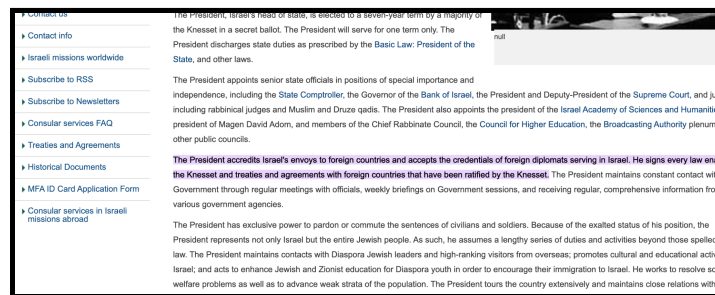 Contact us
Contact info
Israeli missions worldwide
Subscribe to RSS
Subscribe to Newsletters
Consular services FAQ
Treaties and Agreements
Historical Documents
MFA ID Card Application Form
Consular services in Israeli
missions abroad
The President, Israel's head of state, is elected to a seven-year term by a majority of
the Knesset in a secret ballot. The President will serve for one term only. The
President discharges state duties as prescribed by the Basic Law: President of the
State, and other laws.
null
The President appoints senior state officials in positions of special importance and
independence, including the State Comptroller, the Governor of the Bank of Israel, the President and Deputy-President of the Supreme Court, and
including rabbinical judges and Muslim and Druze qadis. The President also appoints the president of the Israel Academy of Sciences and
president of Magen David Adom, and members of the Chief Rabbinate Council, the Council for Higher Education, the Broadcasting Authority
other public councils.
The President accredits Israel's envoys to foreign countries and accepts the credentials of foreign diplomats serving in Israel. He signs every law
the Knesset and treaties and agreements with foreign countries that have been ratified by the Knesset. The President maintains constant contact
Government through regular meetings with officials, weekly briefings on Government sessions, and receiving regular, comprehensive information
various government agencies.
The President has exclusive power to pardon or commute the sentences of civilians and soldiers. Because of the exalted status of his position, the
President represents not only Israel but the entire Jewish people. As such, he assumes a lengthy series of duties and activities beyond those
law. The President maintains contacts with Diaspora Jewish leaders and high-ranking visitors from overseas; promotes cultural and educational
Israel; and acts to enhance Jewish and Zionist education for Diaspora youth in order to encourage their immigration to Israel. He works to resolve
welfare problems as well as to advance weak strata of the population. The President tours the country extensively and maintains close relations with